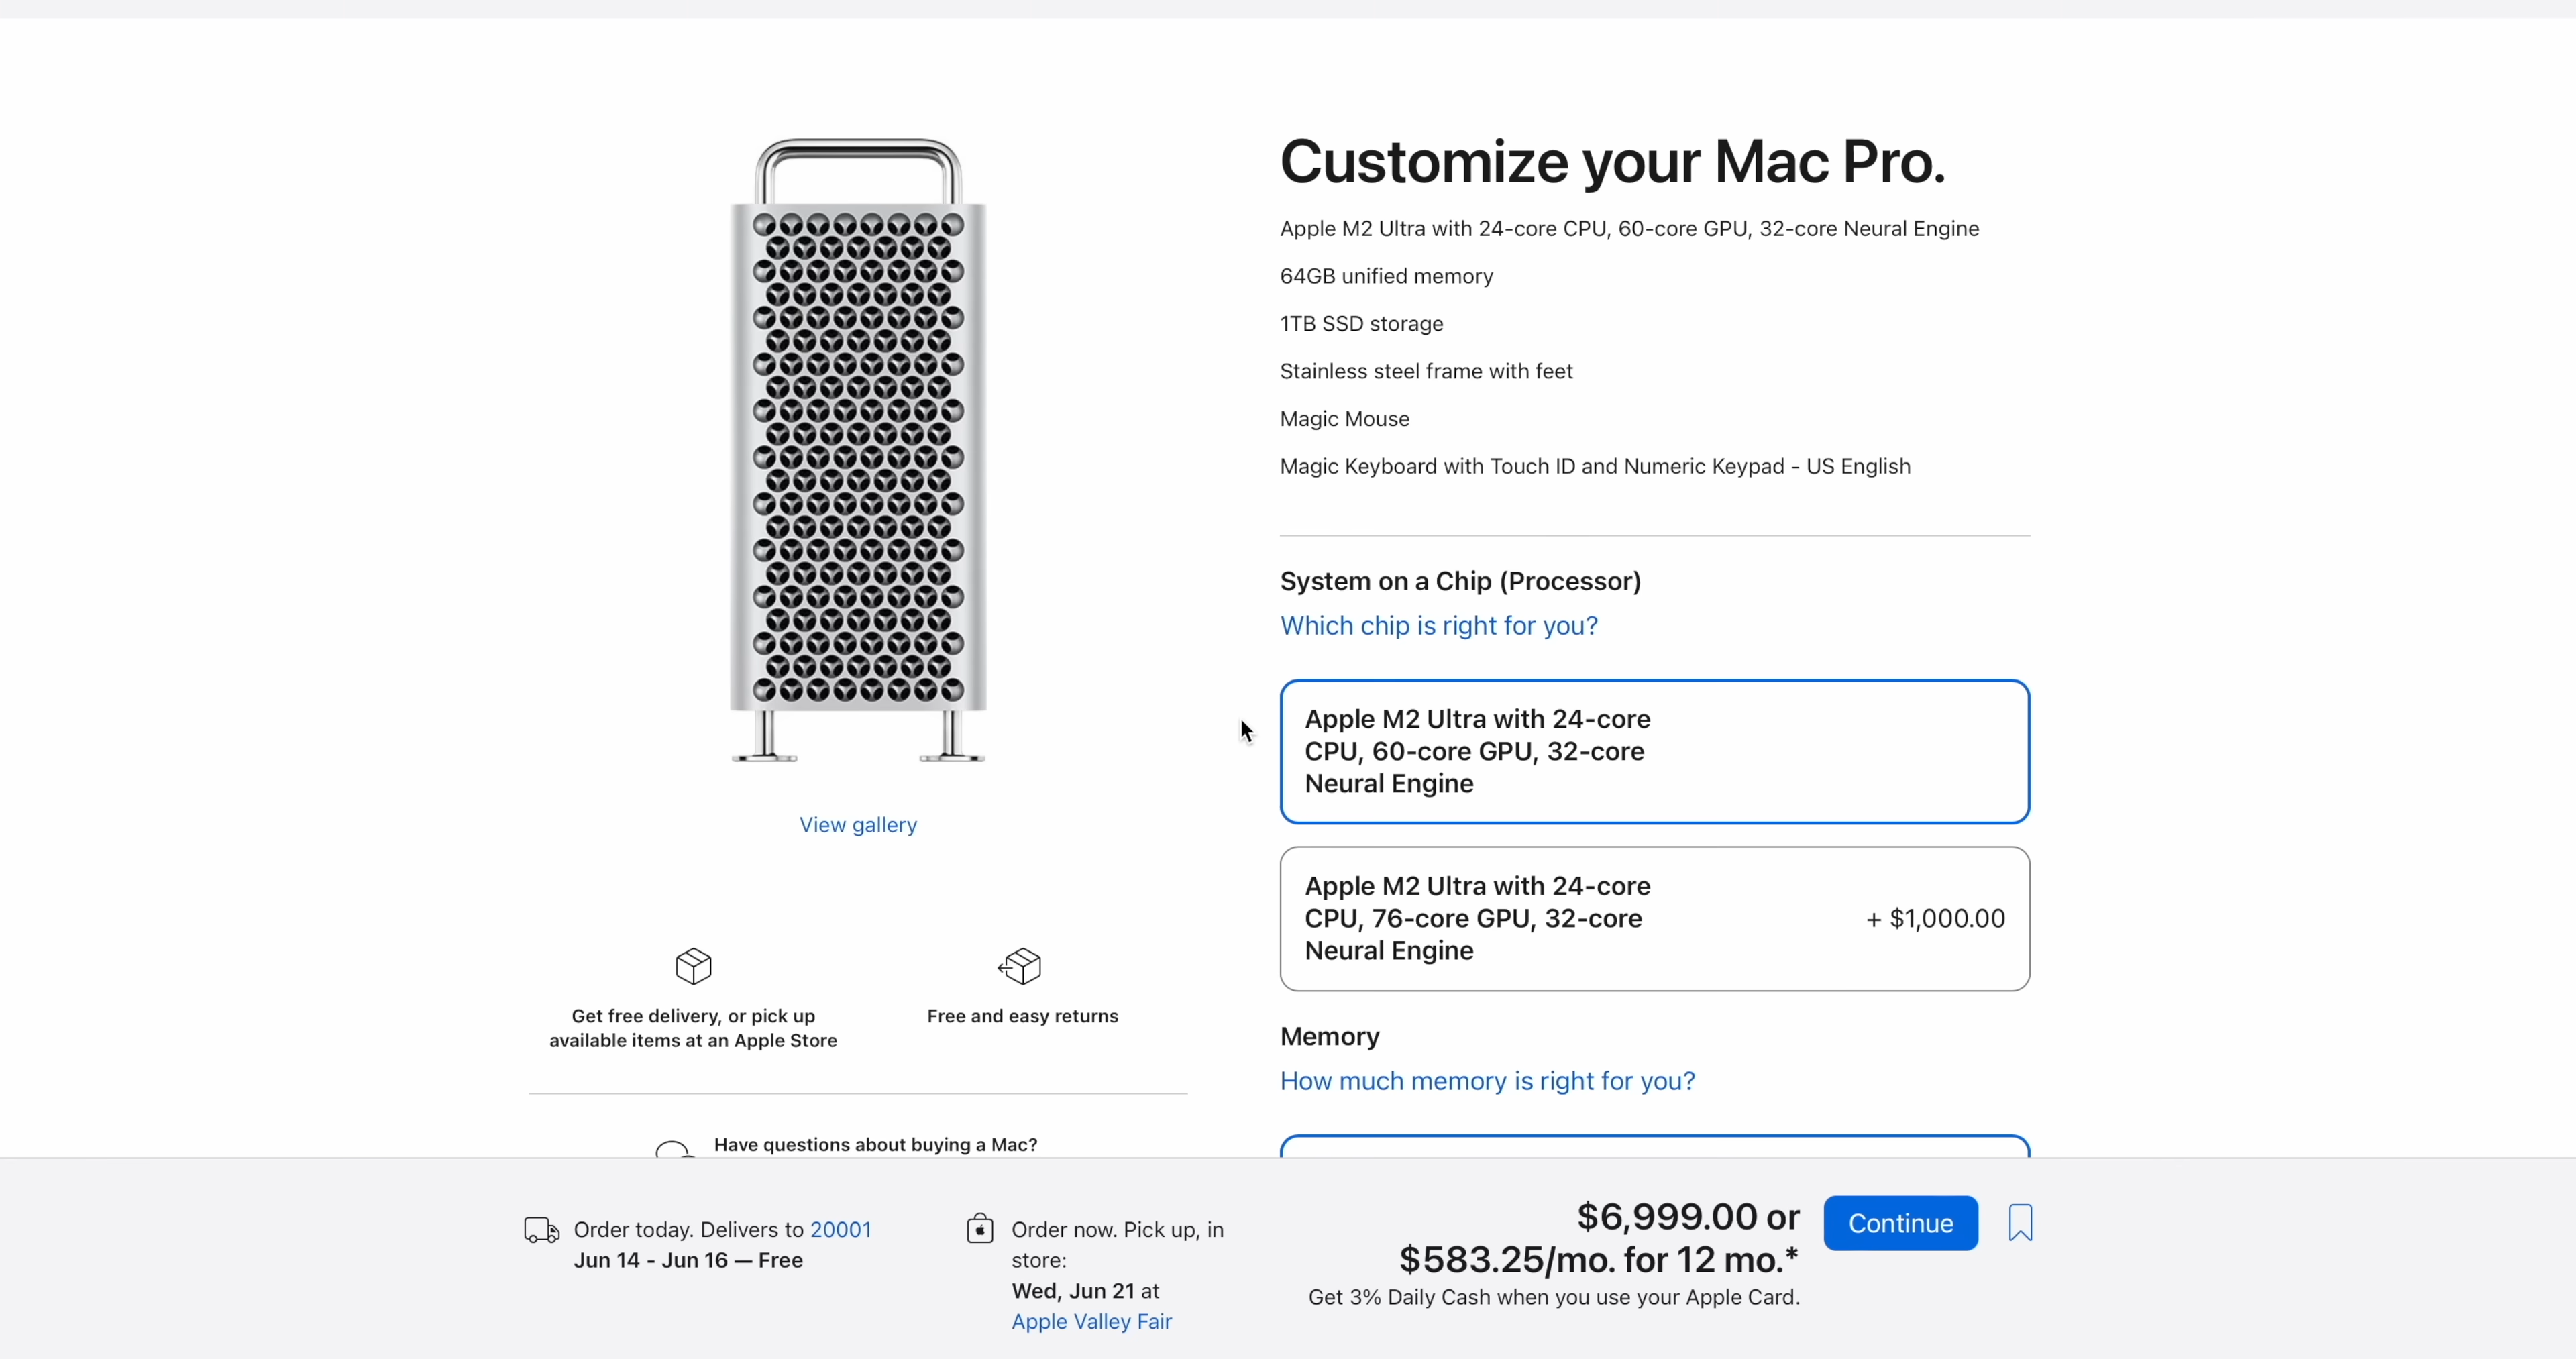 Customize your Mac Pro.
Apple M2 Ultra with 24-core CPU, 60-core GPU, 32-core Neural Engine
64GB unified memory
1TB SSD storage
Stainless steel frame with feet
Magic Mouse
Magic Keyboard with Touch ID and Numeric Keypad - US English
System on a Chip (Processor)
Which chip is right for you?
Apple M2 Ultra with 24-core
CPU, 60-core GPU, 32-core
Neural Engine
Apple M2 Ultra with 24-core
CPU, 76-core GPU, 32-core
Neural Engine
+ $1,000.00
Memory
How much memory is right for you?
View gallery
Get free delivery, or pick up
available items at an Apple Store
Free and easy returns
Have questions about buying a Mac?
Order today. Delivers to 20001
Jun 14 - Jun 16 — Free
Order now. Pick up, in
store:
Wed, Jun 21 at
Apple Valley Fair
$6,999.00 or
$583.25/mo. for 12 mo.*
Get 3% Daily Cash when you use your Apple Card.
Continue